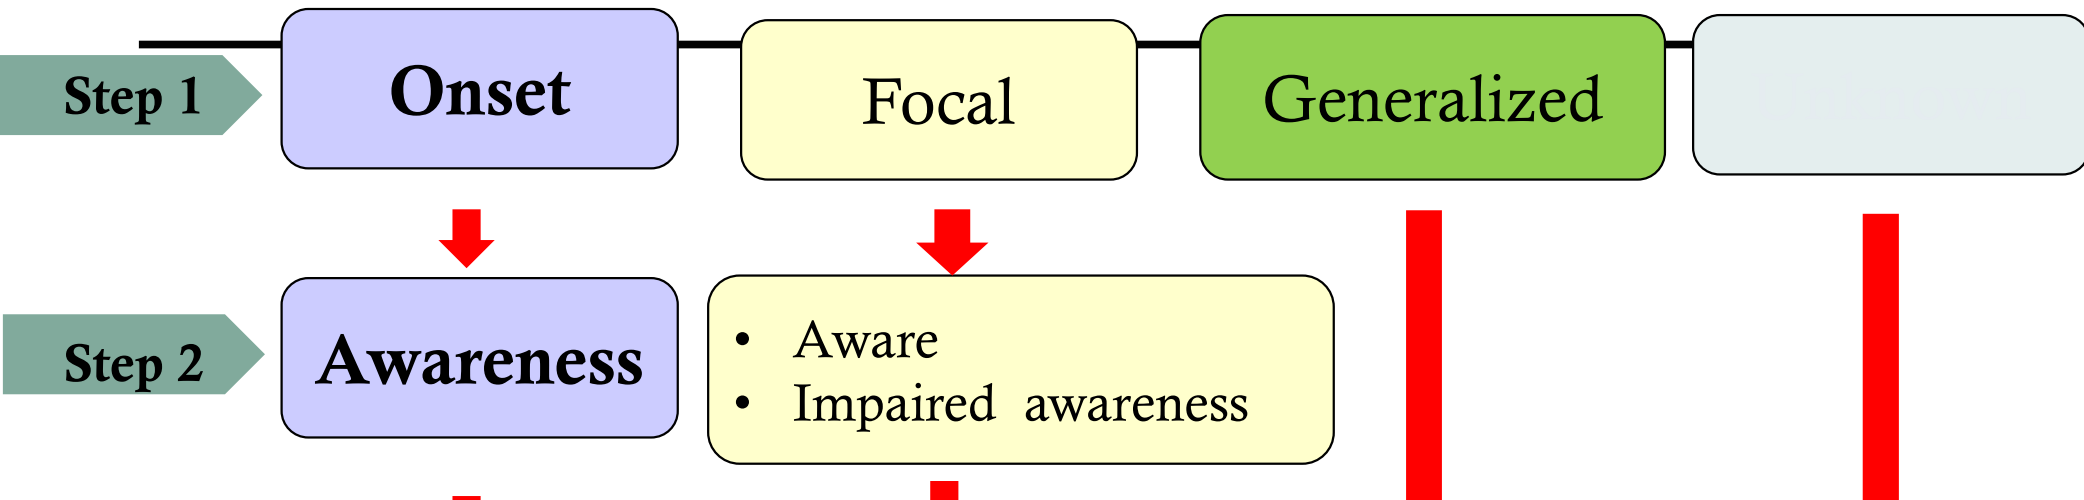 Step 1
Onset
Focal
Generalized
Step 2
Awareness
• Aware
• Impaired awareness